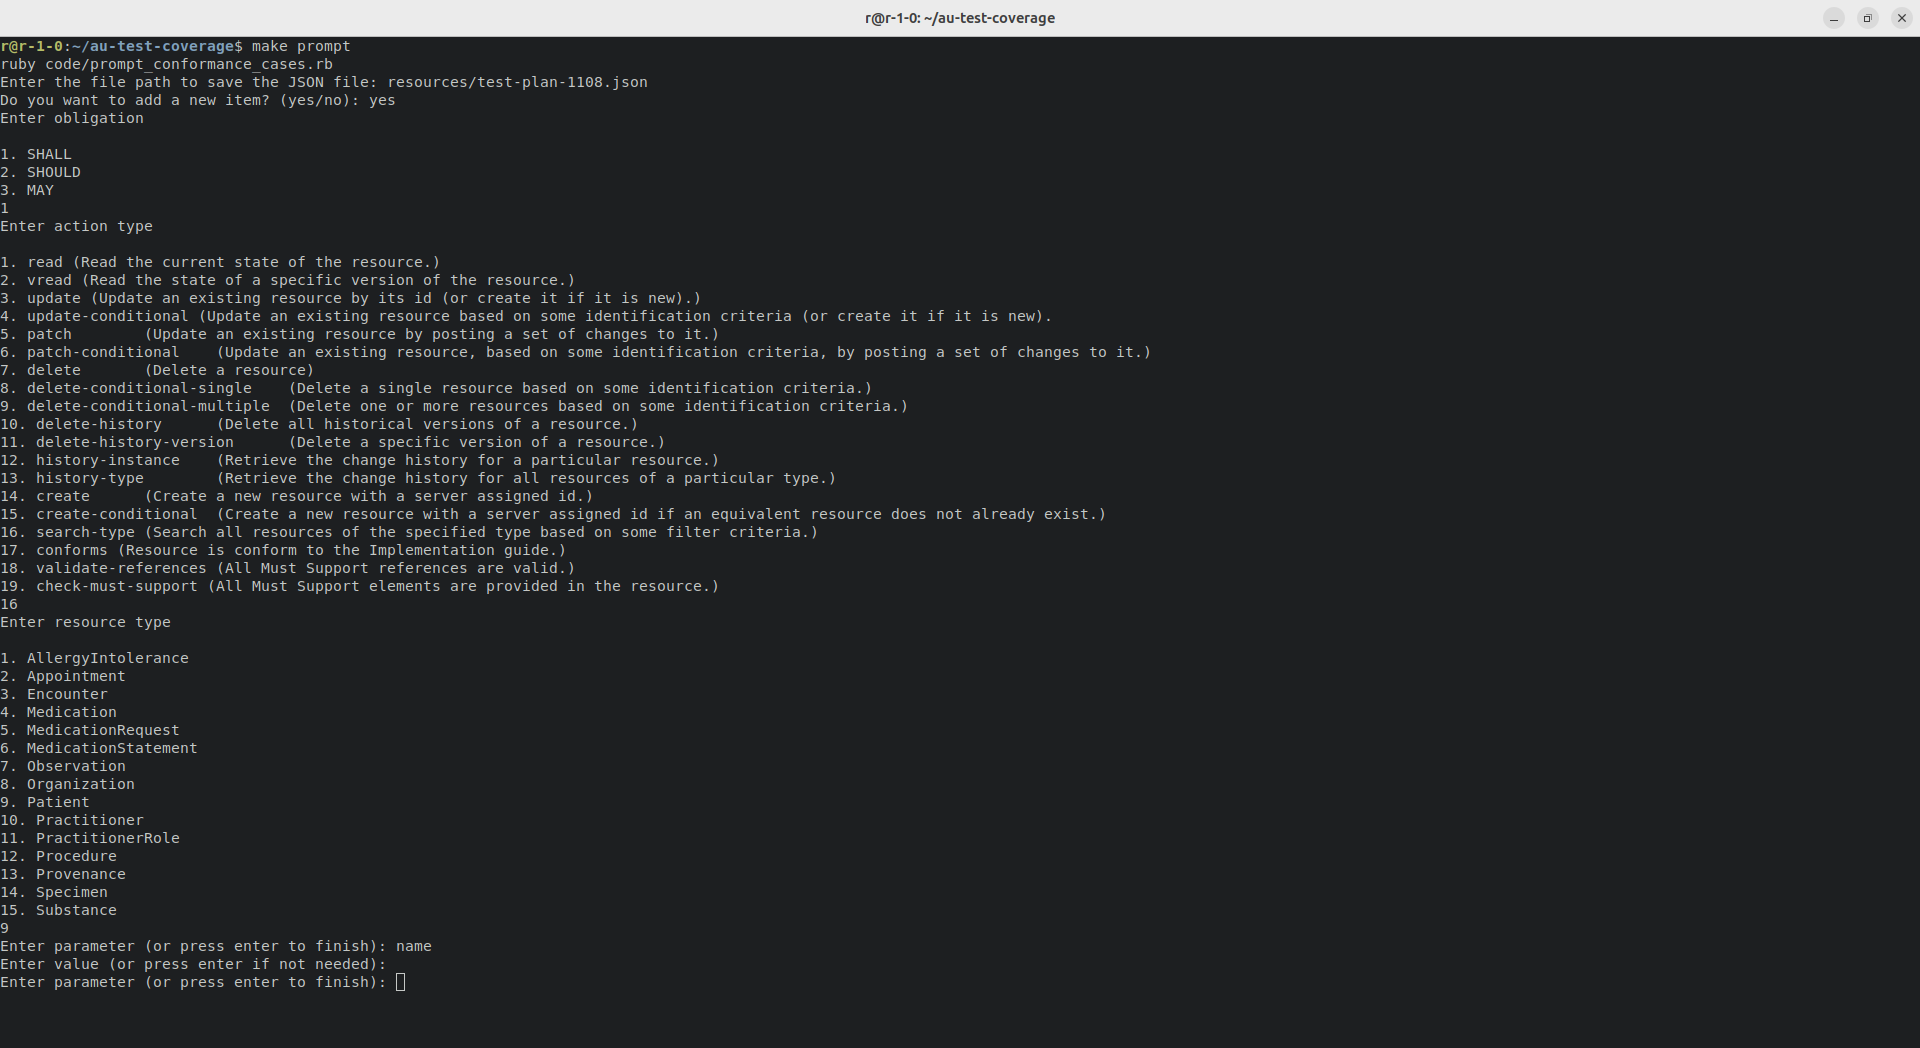 r@r-1-0: ~/au-test-coverage
r@r-1-0:~/au-test-coverage$ make prompt
ruby code/prompt_conformance_cases.rb
Enter the file path to save the JSON file: resources/test-plan-1108.json
Do you want to add a new item? (yes/no): yes
Enter obligation
1. SHALL
2. SHOULD
3. MAY
1
Enter action type
1. read (Read the current state of the resource.)
2. vread (Read the state of a specific version of the resource.)
3. update (Update an existing resource by its id (or create it if it is new).)
4. update-conditional (Update an existing resource based on some identification criteria (or create it if it is new).
5. patch        (Update an existing resource by posting a set of changes to it.)
6. patch-conditional    (Update an existing resource, based on some identification criteria, by posting a set of changes to it.)
7. delete       (Delete a resource)
8. delete-conditional-single    (Delete a single resource based on some identification criteria.)
9. delete-conditional-multiple  (Delete one or more resources based on some identification criteria.)
10. delete-history      (Delete all historical versions of a resource.)
11. delete-history-version      (Delete a specific version of a resource.)
12. history-instance    (Retrieve the change history for a particular resource.)
13. history-type        (Retrieve the change history for all resources of a particular type.)
14. create      (Create a new resource with a server assigned id.)
15. create-conditional  (Create a new resource with a server assigned id if an equivalent resource does not already exist.)
16. search-type (Search all resources of the specified type based on some filter criteria.)
17. conforms (Resource is conform to the Implementation guide.)
18. validate-references (All Must Support references are valid.)
19. check-must-support (All Must Support elements are provided in the resource.)
16
Enter resource type
1. AllergyIntolerance
2. Appointment
3. Encounter
4. Medication
5. MedicationRequest
6. MedicationStatement
7. Observation
8. Organization
9. Patient
10. Practitioner
11. PractitionerRole
12. Procedure
13. Provenance
14. Specimen
15. Substance
9
Enter parameter (or press enter to finish): name
Enter value (or press enter if not needed):
Enter parameter (or press enter to finish):